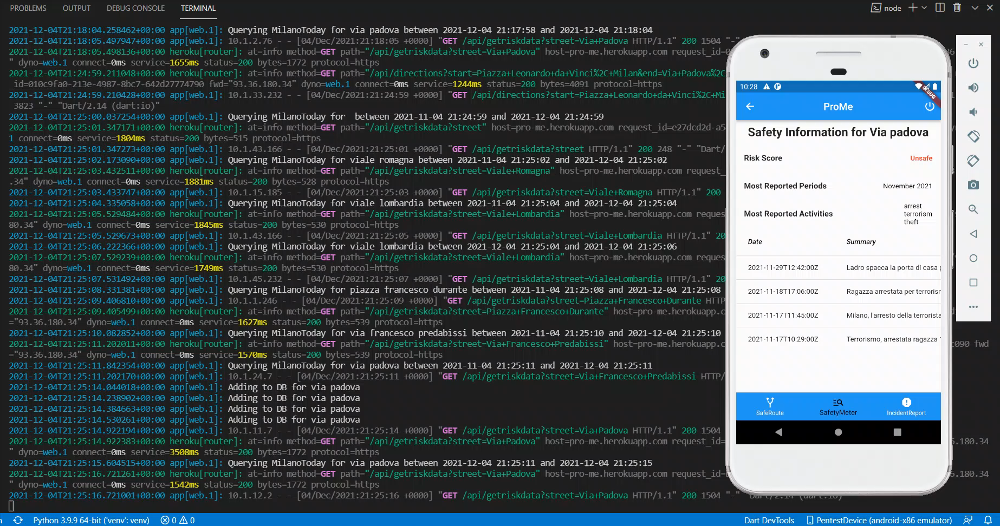 PROBLEMS OUTPUT DEBUG CONSOLE TERMINAL node
2021-12-04T21:18:04.258462+00:00 app[web.1]: Querying MilanoToday for via padova between 2021-12-04 21:17:58 and 2021-12-04 21:18:04
2021-12-04T21:18:05.497947+00:00 app[web.1]: 10.1.2.76 - - [04/Dec/2021:21:18:05 +0000] "GET /api/getriskdata?street=Via+Padova HTTP/1.1" 200 1504 "-"
2021-12-04T21:18:05.498136+00:00 heroku[router]: at=info method=GET path="/api/getriskdata?street=Via+Padova" host=pro-me.herokuapp.com
" dyno=web.1 connect=0ms service=1655ms status=200 bytes=1772 protocol=https
2021-12-04T21:24:59.211048+00:00 heroku[router]: at=info method=GET path="/api/directions?start=Piazza+Leonardo+da+Vinci%2C+Milan&end=Via+Padova%2C
_id=010c9fa0-213e-4987-8bc7-642d27774790 fwd="93.36.180.34" dyno=web.1 connect=0ms service=1244ms status=200 bytes=4091 protocol=https
2021-12-04T21:24:59.210428+00:00 app[web.1]: 10.1.33.232 - - [04/Dec/2021:21:24:59 +0000] "GET /api/directions?start=Piazza+Leonardo+da+Vinci%2C+Mi
3823 "-" "Dart/2.14 (dart:io)"
2021-12-04T21:25:00.037254+00:00 app[web.1]: Querying MilanoToday for  between 2021-11-04 21:24:59 and 2021-12-04 21:24:59
2021-12-04T21:25:01.347171+00:00 heroku[router]: at=info method=GET path="/api/getriskdata?street" host=pro-me.herokuapp.com request_id=e27dcd2d-a5
1 connect=0ms service=1804ms status=200 bytes=515 protocol=https
2021-12-04T21:25:01.347273+00:00 app[web.1]: 10.1.43.166 - - [04/Dec/2021:21:25:01 +0000] "GET /api/getriskdata?street HTTP/1.1" 200 248 "-" "Dart/
2021-12-04T21:25:02.173090+00:00 app[web.1]: Querying MilanoToday for viale romagna between 2021-11-04 21:25:02 and 2021-12-04 21:25:02
2021-12-04T21:25:03.432511+00:00 heroku[router]: at=info method=GET path="/api/getriskdata?street=Viale+Romagna" host=pro-me.herokuapp.com request_
.34" dyno=web.1 connect=0ms service=1881ms status=200 bytes=528 protocol=https
2021-12-04T21:25:03.433747+00:00 app[web.1]: 10.1.15.185 - - [04/Dec/2021:21:25:03 +0000] "GET /api/getriskdata?street=Viale+Romagna HTTP/1.1" 200
2021-12-04T21:25:04.335058+00:00 app[web.1]: Querying MilanoToday for viale lombardia between 2021-11-04 21:25:04 and 2021-12-04 21:25:04
2021-12-04T21:25:05.529484+00:00 heroku[router]: at=info method=GET path="/api/getriskdata?street=Viale+Lombardia" host=pro-me.herokuapp.com reques
80.34" dyno=web.1 connect=0ms service=1845ms status=200 bytes=530 protocol=https
2021-12-04T21:25:05.529673+00:00 app[web.1]: 10.1.43.166 - - [04/Dec/2021:21:25:05 +0000] "GET /api/getriskdata?street=Viale+Lombardia HTTP/1.1" 20
2021-12-04T21:25:06.222366+00:00 app[web.1]: Querying MilanoToday for viale lombardia between 2021-11-04 21:25:04 and 2021-12-04 21:25:06
2021-12-04T21:25:07.529239+00:00 heroku[router]: at=info method=GET path="/api/getriskdata?street=Viale+Lombardia" host=pro-me.herokuapp.com reques
80.34" dyno=web.1 connect=0ms service=1749ms status=200 bytes=530 protocol=https
2021-12-04T21:25:07.531492+00:00 app[web.1]: 10.1.45.232 - - [04/Dec/2021:21:25:07 +0000] "GET /api/getriskdata?street=Viale+Lombardia HTTP/1.1" 20
2021-12-04T21:25:08.331381+00:00 app[web.1]: Querying MilanoToday for piazza francesco durante between 2021-11-04 21:25:08 and 2021-12-04 21:25:08
2021-12-04T21:25:09.406810+00:00 app[web.1]: 10.1.1.246 - - [04/Dec/2021:21:25:09 +0000] "GET /api/getriskdata?street=Piazza+Francesco+Durante HTTP
2021-12-04T21:25:09.405499+00:00 heroku[router]: at=info method=GET path="/api/getriskdata?street=Piazza+Francesco+Durante" host=pro-me.herokuapp.c
="93.36.180.34" dyno=web.1 connect=0ms service=1627ms status=200 bytes=539 protocol=https
2021-12-04T21:25:10.082852+00:00 app[web.1]: Querying MilanoToday for via francesco predabissi between 2021-11-04 21:25:10 and 2021-12-04 21:25:10
2021-12-04T21:25:11.202011+00:00 heroku[router]: at=info method=GET path="/api/getriskdata?street=Via+Francesco+Predabissi" host=pro-me.herokuapp.c c090 fwd
="93.36.180.34" dyno=web.1 connect=0ms service=1570ms status=200 bytes=539 protocol=https
2021-12-04T21:25:11.842354+00:00 app[web.1]: Querying MilanoToday for via padova between 2021-11-04 21:25:11 and 2021-12-04 21:25:11
2021-12-04T21:25:11.202170+00:00 app[web.1]: 10.1.24.7 - - [04/Dec/2021:21:25:11 +0000] "GET /api/getriskdata?street=Via+Francesco+Predabissi HTTP/
2021-12-04T21:25:14.044018+00:00 app[web.1]: Adding to DB for via padova
2021-12-04T21:25:14.238902+00:00 app[web.1]: Adding to DB for via padova
2021-12-04T21:25:14.384663+00:00 app[web.1]: Adding to DB for via padova
2021-12-04T21:25:14.530261+00:00 app[web.1]: Adding to DB for via padova
2021-12-04T21:25:14.922194+00:00 app[web.1]: 10.1.11.7 - - [04/Dec/2021:21:25:14 +0000] "GET /api/getriskdata?street=Via+Padova HTTP/1.1" 200 1504
2021-12-04T21:25:14.922383+00:00 heroku[router]: at=info method=GET path="/api/getriskdata?street=Via+Padova" host=pro-me.herokuapp.com request_id= 6.180.34
" dyno=web.1 connect=0ms service=3508ms status=200 bytes=1772 protocol=https
2021-12-04T21:25:15.604515+00:00 app[web.1]: Querying MilanoToday for via padova between 2021-12-04 21:25:11 and 2021-12-04 21:25:15
2021-12-04T21:25:16.721261+00:00 heroku[router]: at=info method=GET path="/api/getriskdata?street=Via+Padova" host=pro-me.herokuapp.com 6.180.34
" dyno=web.1 connect=0ms service=1542ms status=200 bytes=1772 protocol=https
2021-12-04T21:25:16.721001+00:00 app[web.1]: 10.1.12.2 - - [04/Dec/2021:21:25:16 +0000] "GET /api/getriskdata?street=Via+Padova HTTP/1.1" 200 1504 "-" "Dart/2.14 (dart:io)"
10:28
DEBUG
ProMe
Safety Information for Via padova
Risk Score Unsafe
Most Reported Periods November 2021
Most Reported Activities
arrest
terrorism
theft
Date Summary
2021-11-29T12:42:00Z Ladro spacca la porta di casa
2021-11-18T17:06:00Z Ragazza arrestata per terrorisr
2021-11-17T11:45:00Z Milano, l'arresto della terrorista
2021-11-17T10:29:00Z Terrorismo, arrestata ragazza
SafeRoute SafetyMeter IncidentReport
Python 3.9.9 64-bit ('venv': venv) 0 0 Dart DevTools PentestDevice (android-x86 emulator)